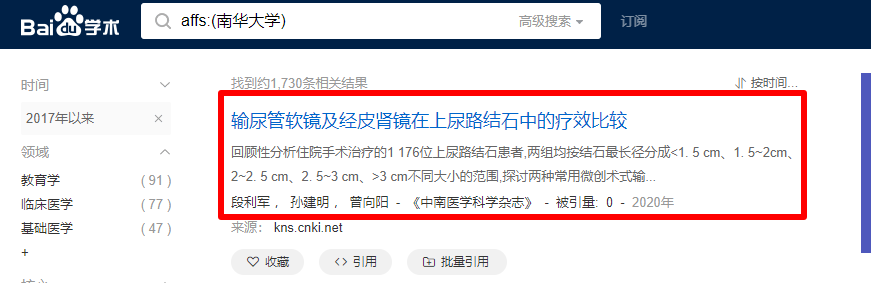 Bai du 学术
affs:(南华大学)
高级搜索
订阅
时间
2017年以来 ×
领域
教育学 ( 91 )
临床医学 ( 77 )
基础医学 ( 47 )
+
找到约1,730条相关结果
按时间...
输尿管软镜及经皮肾镜在上尿路结石中的疗效比较
回顾性分析住院手术治疗的1 176位上尿路结石患者,两组均按结石最长径分成<1. 5 cm、1. 5~2cm、
2~2. 5 cm、2. 5~3 cm、>3 cm不同大小的范围,探讨两种常用微创术式输...
段利军 ，孙建明 ，曾向阳 - 《中南医学科学杂志》 - 被引量: 0 - 2020年
来源： kns.cnki.net
收藏
<> 引用
批量引用